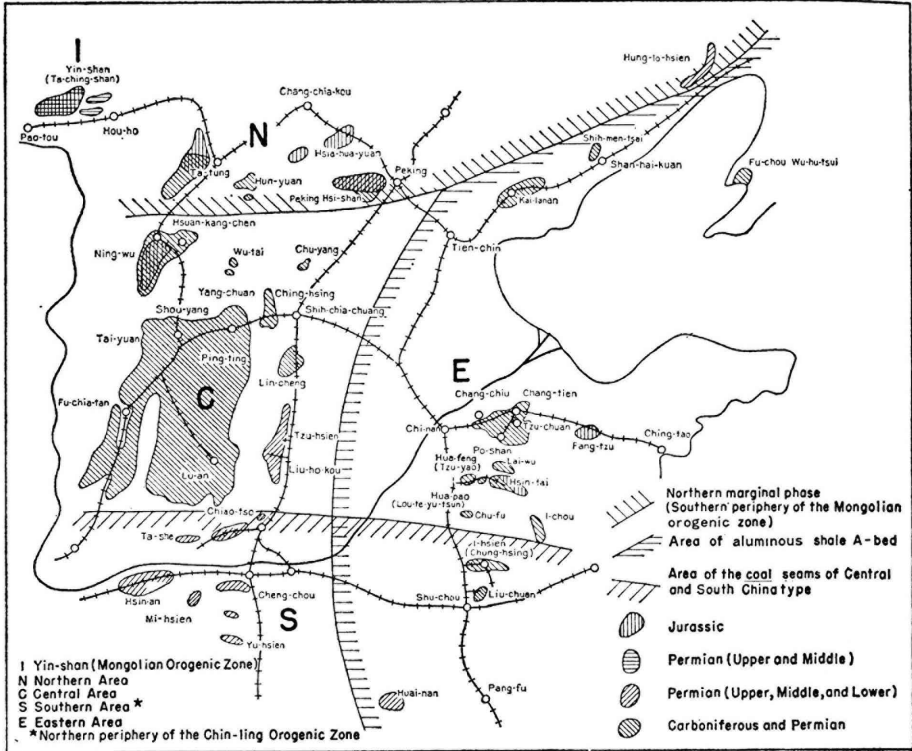 I
Yin-shan
(Ta-ching-shan)
Pao-tou
Hou-ho
Chang-chia-kou
Hung-lo-hsien
N
Ta-tung
Hun-yuan
Hsia-hua-yuan
Peking
Peking Hsi-shan
Shih-men-tsai
Shan-hai-kuan
Fu-chou Wu-hu-tsui
Kai-lanan
Tien-chin
Hsuan-kang-chen
Ning-wu
Wu-tai
Chu-yang
Yang-chuan
Ching-hsing
Shou-yang
Shih-chia-chuang
Tai-yuan
Ping-ting
Lin-cheng
Fu-chia-tan
C
Tzu-hsien
Lu-an
Liu-ho-kou
E
Chang-chiu
Chang-tien
Chi-nan
Tzu-chuan
Fang-tzu
Ching-tao
Po-shan
Hua-feng
(Tzu-yao)
Lai-wu
Hsin-tai
Hua-pao
(Lou-te-yu-tsun)
Chu-fu
I-chou
Chiao-tso
Ta-she
I-hsien
(Chung-hsing)
Liu-chuan
Hsin-an
Cheng-chou
Shu-chou
Mi-hsien
S
Yu-hsien
Huai-nan
Pang-fu
Northern marginal phase
(Southern periphery of the Mongolian
orogenic zone)
Area of aluminous shale A-bed
Area of the coal seams of Central
and South China type
Jurassic
Permian (Upper and Middle)
Permian (Upper, Middle, and Lower)
Carboniferous and Permian
I Yin-shan (Mongolian Orogenic Zone)
N Northern Area
C Central Area
S Southern Area *
E Eastern Area
*Northern periphery of the Chin-ling Orogenic Zone